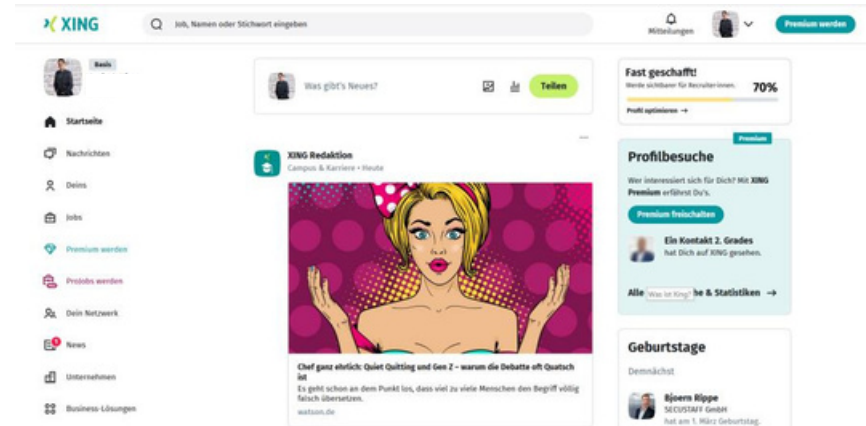 XING
Job, Namen oder Stichwort eingeben
Mitteilungen
Premium werden
Basis
Startseite
Nachrichten
Deins
Jobs
Premium werden
ProJobs werden
Dein Netzwerk
News
Unternehmen
Business-Lösungen
Was gibt's Neues?
Teilen
XING Redaktion
Campus & Karriere • Heute
Chef ganz ehrlich: Quiet Quitting und Gen Z – warum die Debatte oft Quatsch
ist
Es geht schon an dem Punkt los, dass viel zu viele Menschen den Begriff völlig
falsch übersetzen.
watson.de
Fast geschafft!
Werde sichtbarer für Recruiter·innen.
70%
Profil optimieren →
Premium
Profilbesuche
Wer interessiert sich für Dich? Mit XING
Premium erfährst Du's.
Premium freischalten
Ein Kontakt 2. Grades
hat Dich auf XING gesehen.
Alle Was ist Xing? he & Statistiken →
Geburtstage
Demnächst
Bjoern Rippe
SECUSTAFF GmbH
hat am 1. März Geburtstag.